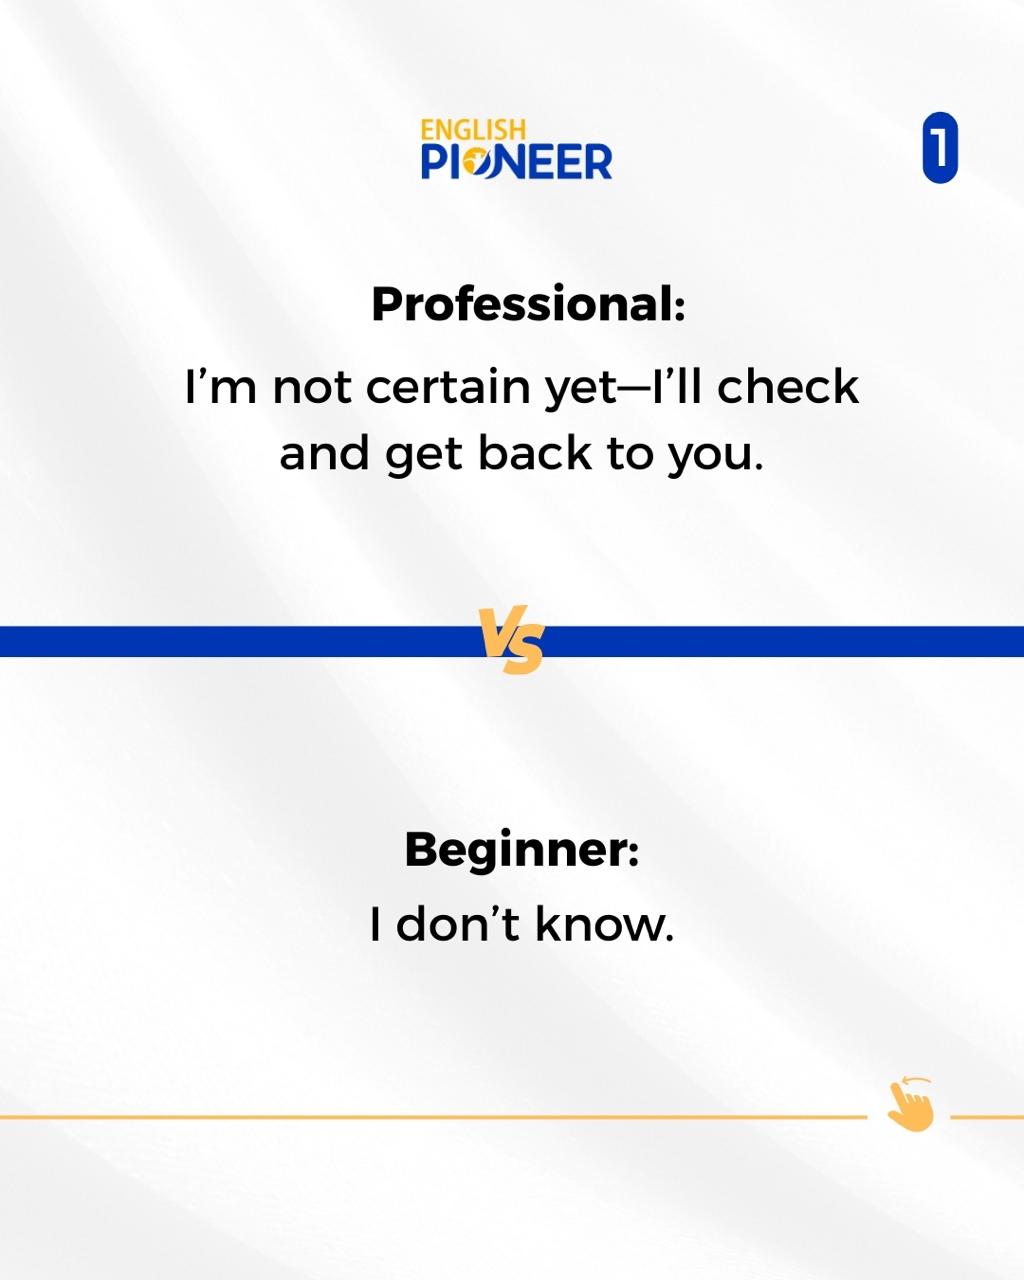 ENGLISH
PIONEER
1
Professional:
I’m not certain yet—I’ll check
and get back to you.
VS
Beginner:
I don’t know.